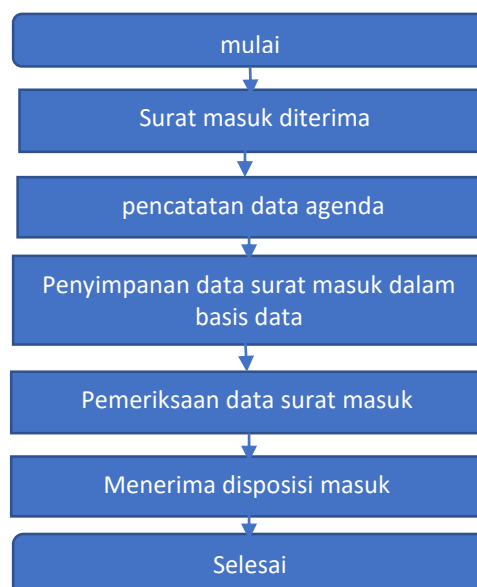 mulai
Surat masuk diterima
pencatatan data agenda
Penyimpanan data surat masuk dalam
basis data
Pemeriksaan data surat masuk
Menerima disposisi masuk
Selesai